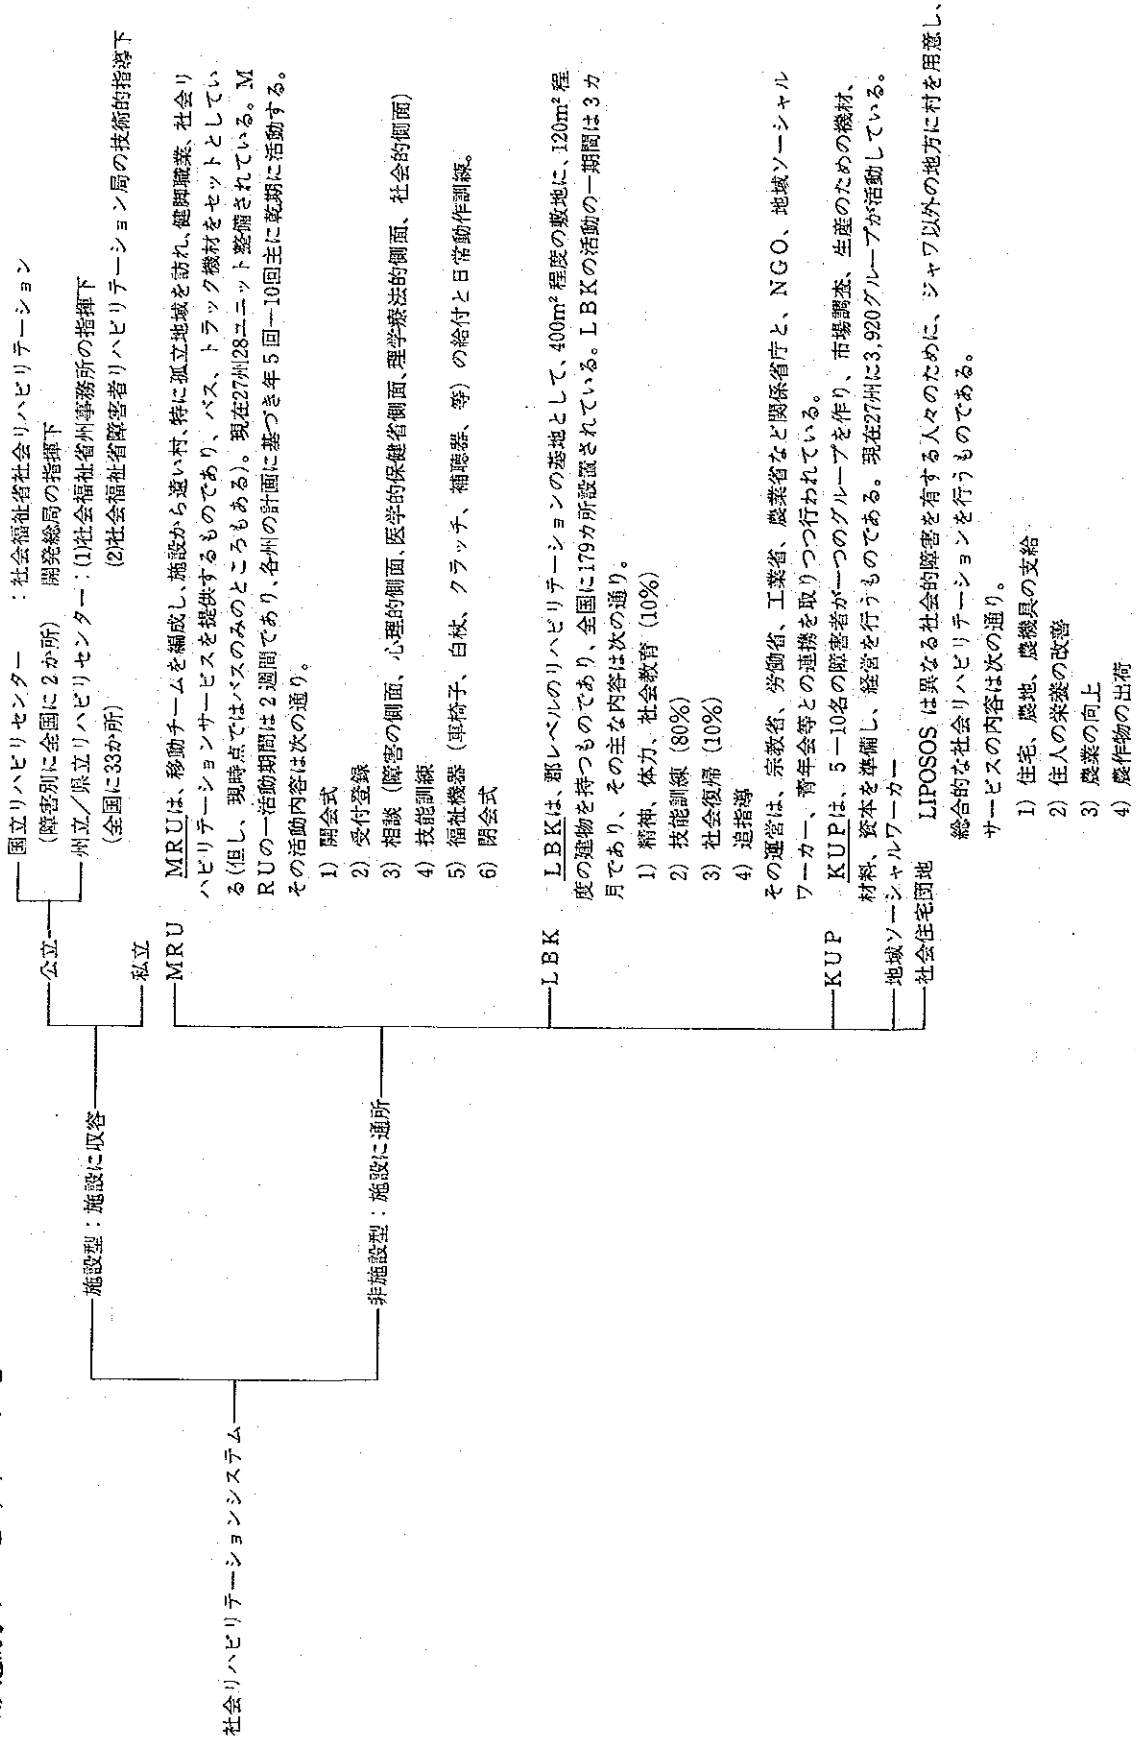 社会リハビリテーションシステム
施設型：施設に収容
公立
国立リハビリセンター　：社会福祉省社会リハビリテーション
(障害別に全国に2か所)　開発総局の指揮下
州立／県立リハビリセンター：(1)社会福祉省州事務所の指揮下
(全国に33か所)　(2)社会福祉省障害者リハビリテーション局の技術的指導下
私立
非施設型：施設に通所
MRU　MRUは、移動チームを編成し、施設から遠い村、特に孤立地域を訪れ、健脚職業、社会リ
ハビリテーションサービスを提供するものであり、バス、トラック機材をセットとしてい
る(但し、現時点ではバスのみのところもある)。現在27州28ユニット整備されている。M
RUの一活動期間は2週間であり、各州の計画に基づき年5回―10回主に乾期に活動する。
その活動内容は次の通り。
1) 開会式
2) 受付登録
3) 相談 (障害の側面、心理的側面、医学的保健省側面、理学療法的側面、社会的側面)
4) 技能訓練
5) 福祉機器 (車椅子、白杖、クラッチ、補聴器、等) の給付と日常動作訓練。
6) 閉会式
LBK　LBKは、郡レベルのリハビリテーションの基地として、400m²程度の敷地に、120m²程
度の建物を持つものであり、全国に179カ所設置されている。LBKの活動の一期間は3カ
月であり、その主な内容は次の通り。
1) 精神、体力、社会教育 (10%)
2) 技能訓練 (80%)
3) 社会復帰 (10%)
4) 追指導
その運営は、宗教省、労働省、工業省、農業省など関係省庁と、NGO、地域ソーシャル
ワーカー、青年会等との連携を取りつつ行われている。
KUP　KUPは、5―10名の障害者が一つのグループを作り、市場調査、生産のための機材、
材料、資本を準備し、経営を行うものである。現在27州に3,920グループが活動している。
地域ソーシャルワーカー
社会住宅団地　LIPOSOS は異なる社会的障害を有する人々のために、ジャワ以外の地方に村を用意し、
総合的な社会リハビリテーションを行うものである。
サービスの内容は次の通り。
1) 住宅、農地、農機具の支給
2) 住人の栄養の改善
3) 農業の向上
4) 農作物の出荷